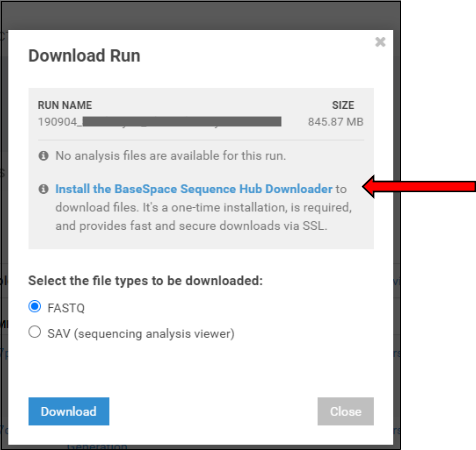 Download Run
RUN NAME SIZE
190904_ 845.87 MB
No analysis files are available for this run.
Install the BaseSpace Sequence Hub Downloader to
download files. It's a one-time installation, is required,
and provides fast and secure downloads via SSL.
Select the file types to be downloaded:
FASTQ
SAV (sequencing analysis viewer)
Download Close
Generation